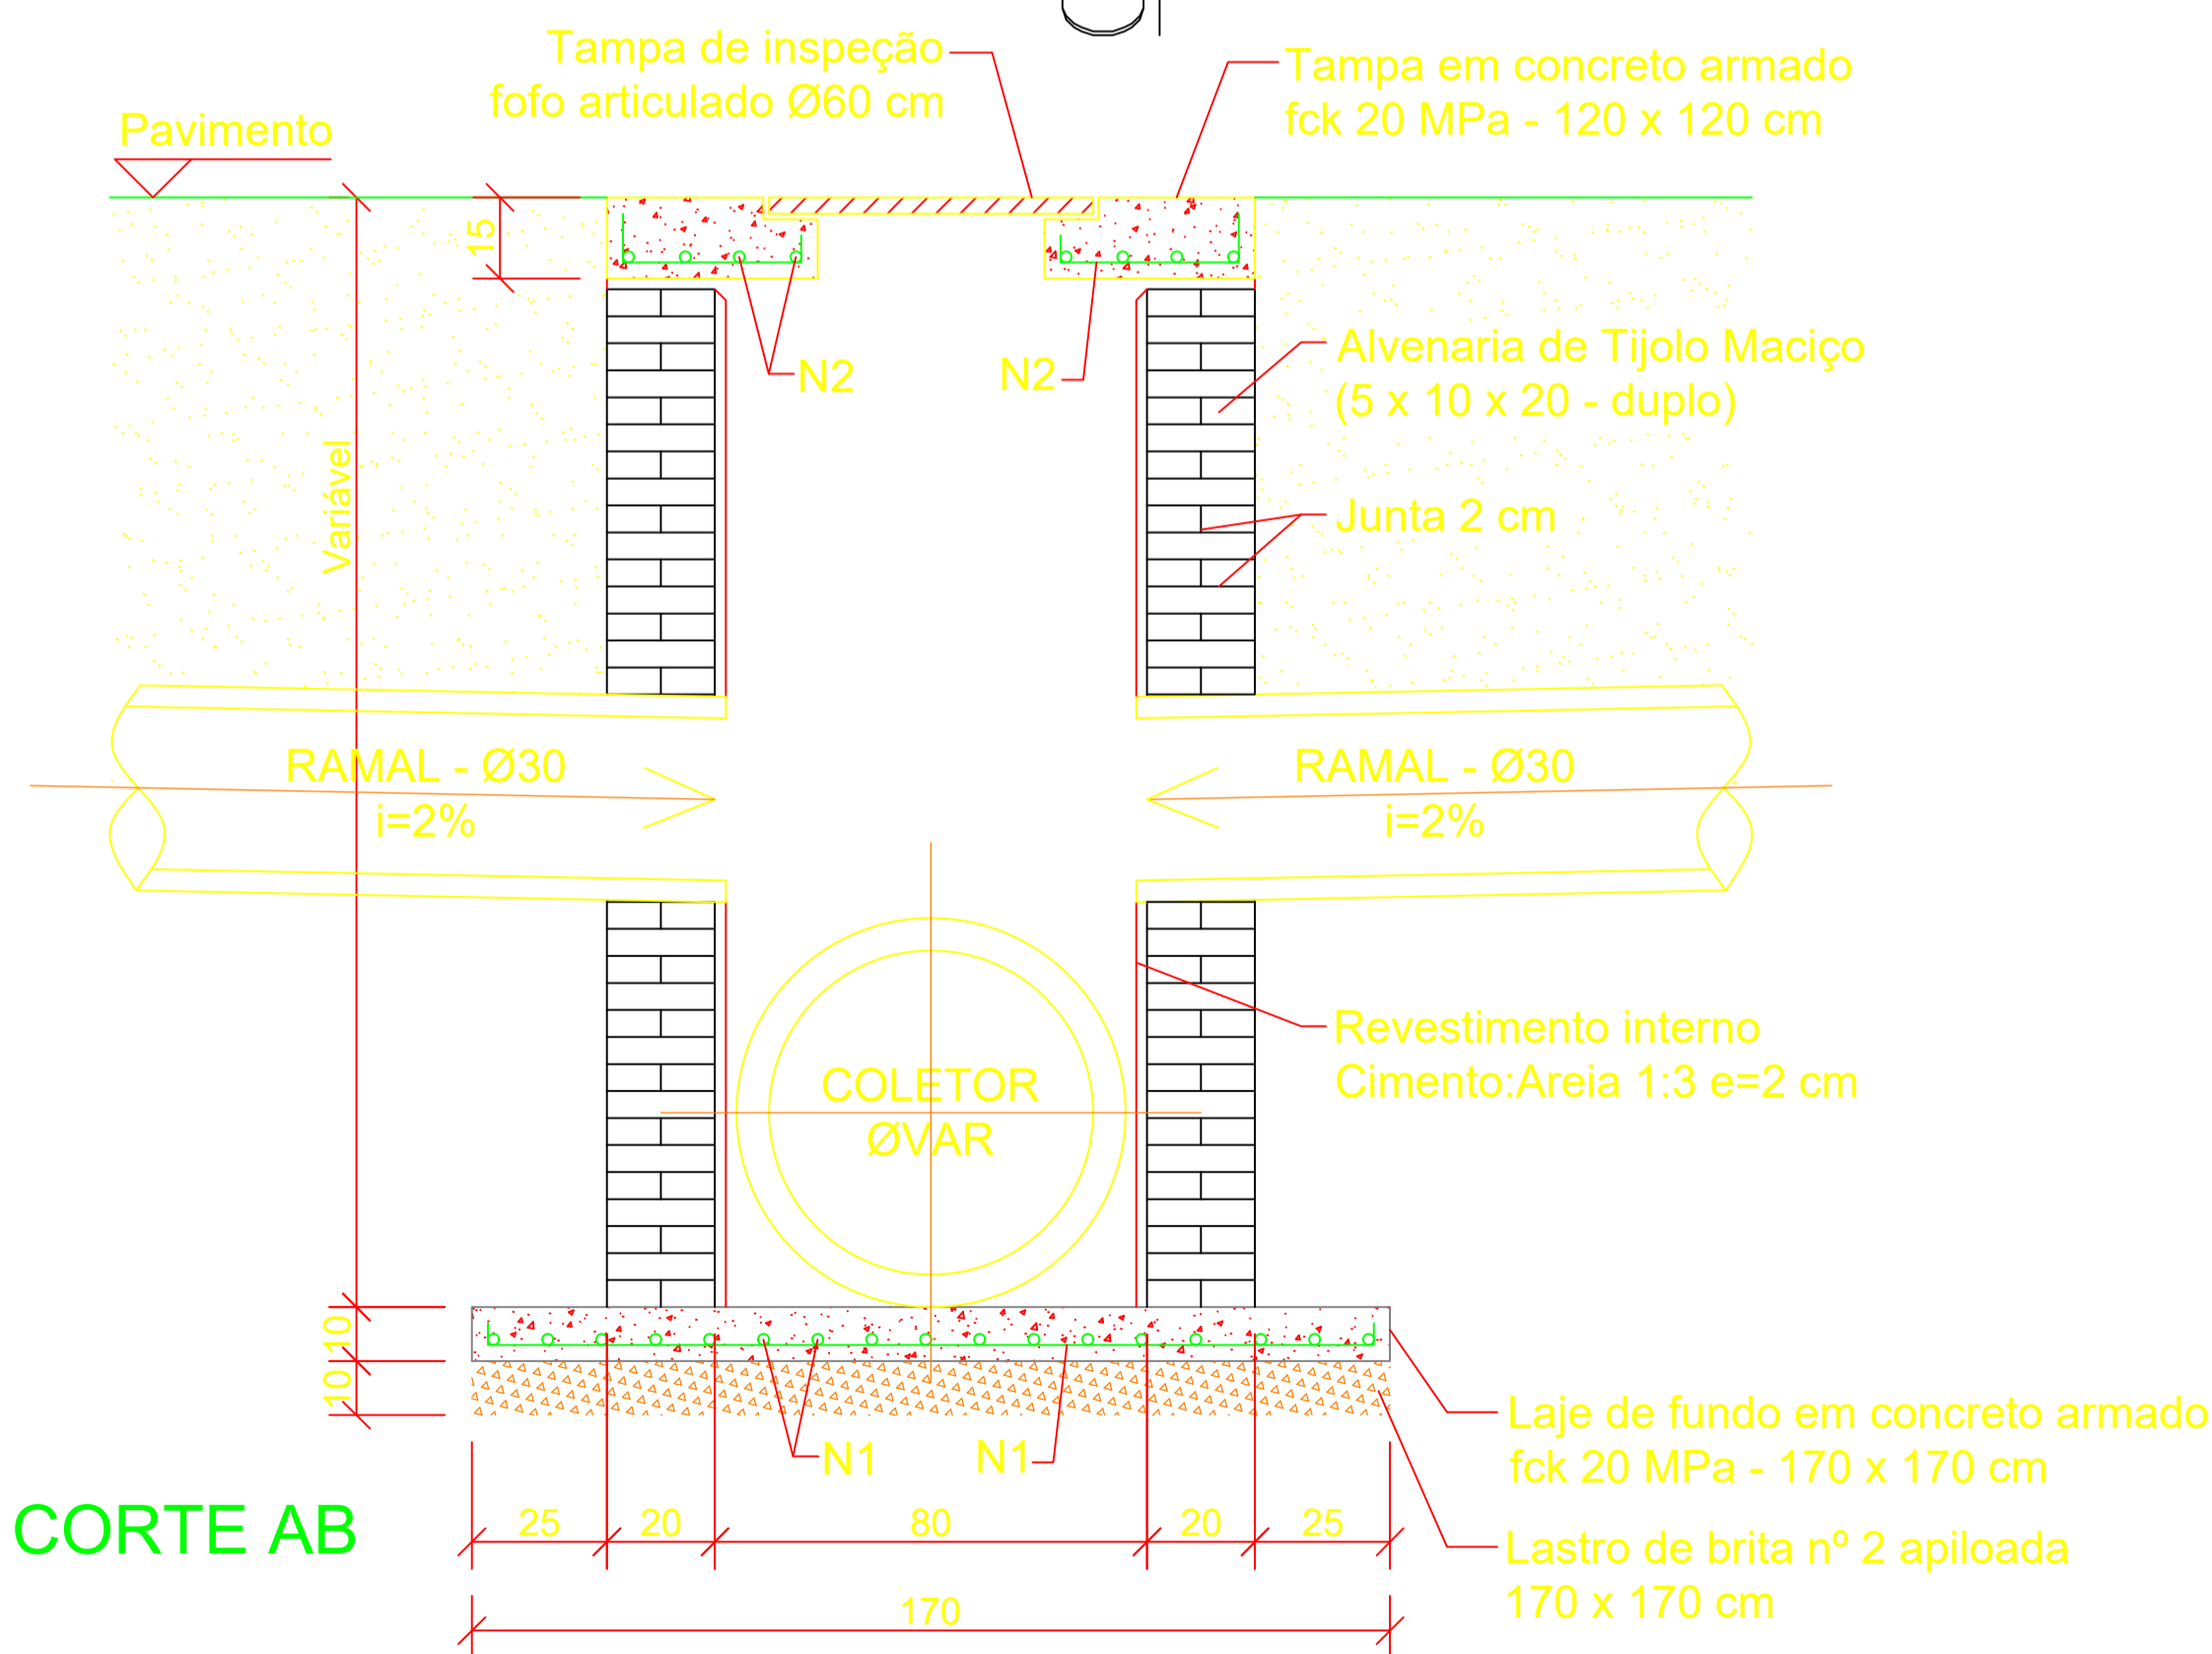 Tampa de inspeção
fofo articulado Ø60 cm
Tampa em concreto armado
fck 20 MPa - 120 x 120 cm
Pavimento
15
N2
N2
Alvenaria de Tijolo Maciço
(5 x 10 x 20 - duplo)
Variável
Junta 2 cm
RAMAL - Ø30
i=2%
RAMAL - Ø30
i=2%
Revestimento interno
Cimento:Areia 1:3 e=2 cm
COLETOR
ØVAR
10
10
N1
N1
Laje de fundo em concreto armado
fck 20 MPa - 170 x 170 cm
Lastro de brita nº 2 apiloada
170 x 170 cm
CORTE AB
25
20
80
20
25
170